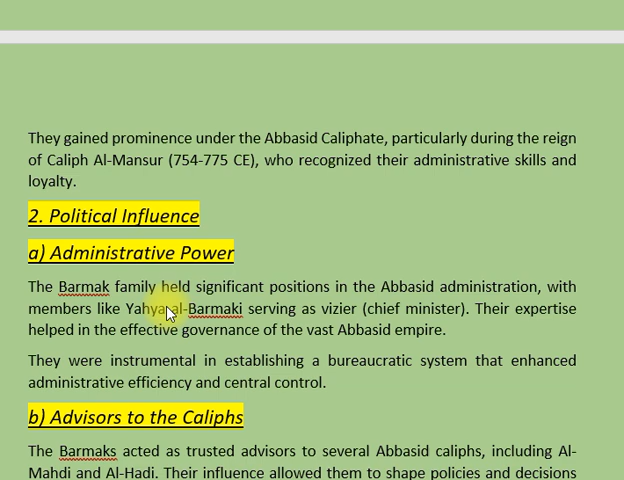 They gained prominence under the Abbasid Caliphate, particularly during the reign
of Caliph Al-Mansur (754-775 CE), who recognized their administrative skills and
loyalty.
2. Political Influence
a) Administrative Power
The Barmak family held significant positions in the Abbasid administration, with
members like Yahya al-Barmaki serving as vizier (chief minister). Their expertise
helped in the effective governance of the vast Abbasid empire.
They were instrumental in establishing a bureaucratic system that enhanced
administrative efficiency and central control.
b) Advisors to the Caliphs
The Barmaks acted as trusted advisors to several Abbasid caliphs, including Al-
Mahdi and Al-Hadi. Their influence allowed them to shape policies and decisions